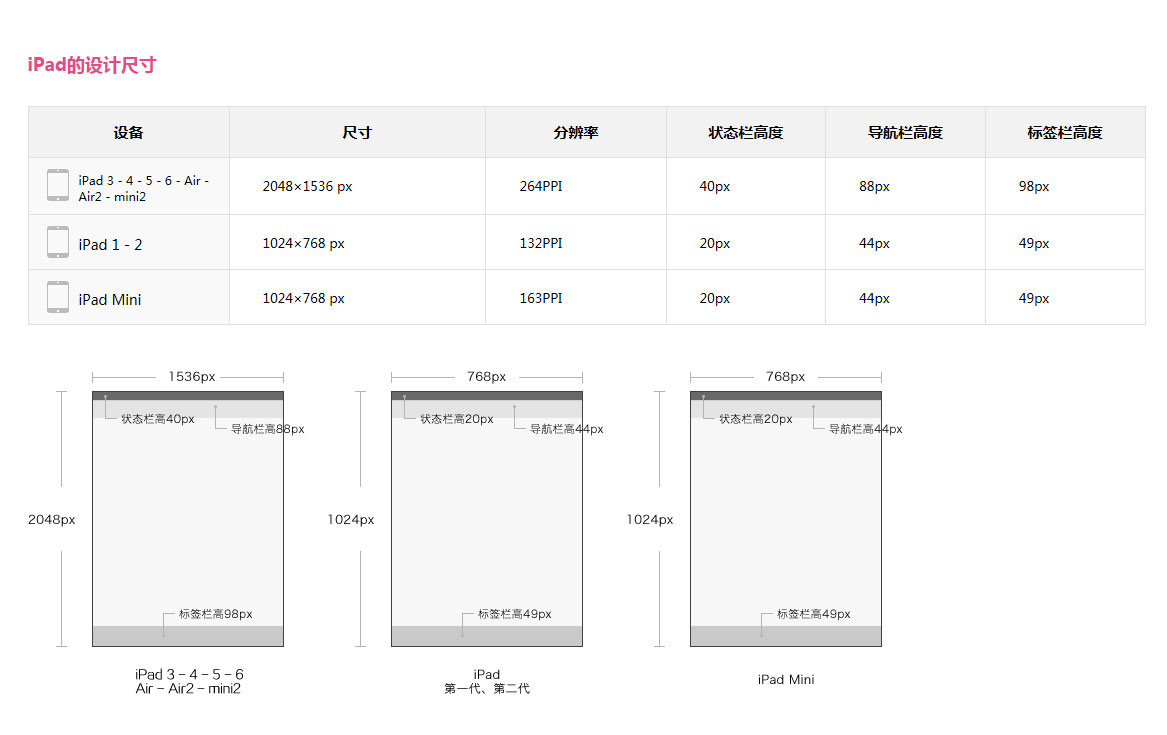 iPad的设计尺寸
设备 尺寸 分辨率 状态栏高度 导航栏高度 标签栏高度
iPad 3 - 4 - 5 - 6 - Air -
Air2 - mini2
2048×1536 px 264PPI 40px 88px 98px
iPad 1 - 2 1024×768 px 132PPI 20px 44px 49px
iPad Mini 1024×768 px 163PPI 20px 44px 49px
1536px 768px 768px
状态栏高40px 状态栏高20px 状态栏高20px
导航栏高88px 导航栏高44px 导航栏高44px
2048px 1024px 1024px
标签栏高98px 标签栏高49px 标签栏高49px
iPad 3 – 4 – 5 – 6
Air – Air2 – mini2
iPad
第一代、第二代
iPad Mini